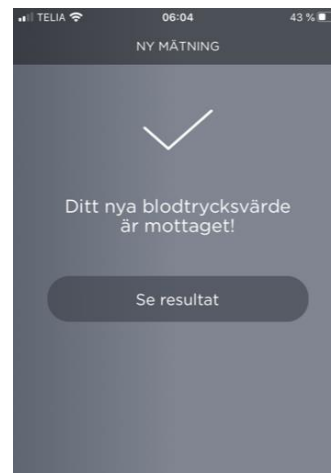 TELIA 06:04 43 %
NY MÄTNING
Ditt nya blodtrycksvärde
är mottaget!
Se resultat